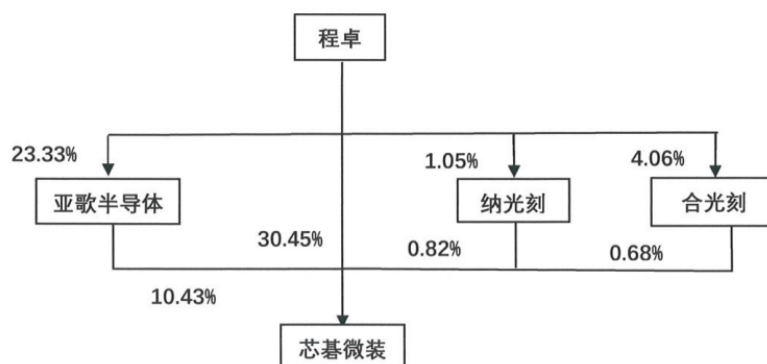 程卓
23.33%
1.05%
4.06%
亚歌半导体
纳光刻
合光刻
30.45%
0.82%
0.68%
10.43%
芯碁微装